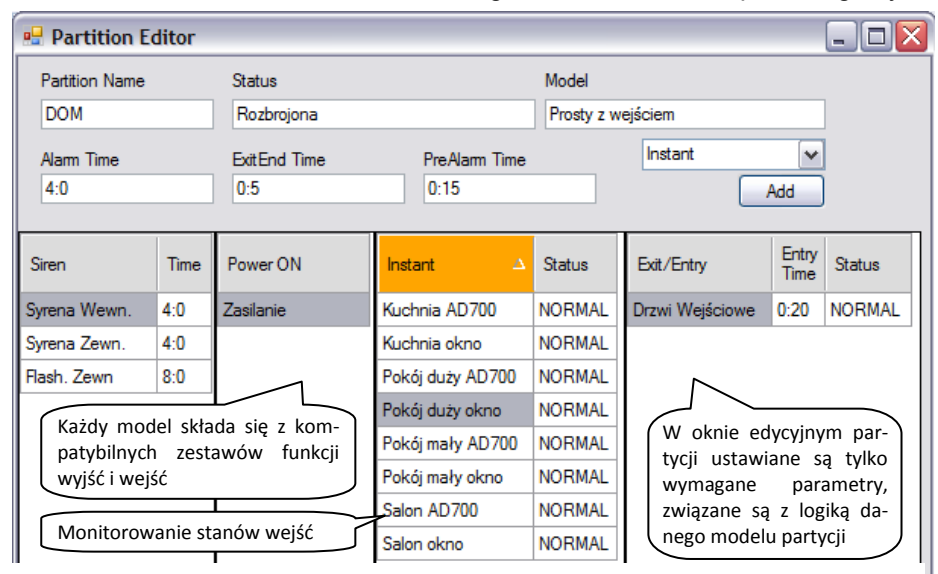 Partition Editor
Partition Name Status Model
DOM Rozbrojona Prosty z wejściem
Alarm Time ExitEnd Time PreAlarm Time Instant
4:0 0:5 0:15 Add
Siren Time Power ON Instant Status Exit/Entry Entry Time Status
Syrena Wewn. 4:0 Zasilanie Kuchnia AD700 NORMAL Drzwi Wejściowe 0:20 NORMAL
Syrena Zewn. 4:0 Kuchnia okno NORMAL
Flash. Zewn 8:0 Pokój duży AD700 NORMAL
Pokój duży okno NORMAL
Pokój mały AD700 NORMAL
Pokój mały okno NORMAL
Salon AD700 NORMAL
Salon okno NORMAL
Każdy model składa się z kom-
patybilnych zestawów funkcji
wyjść i wejść
Monitorowanie stanów wejść
W oknie edycyjnym par-
tycji ustawiane są tylko
wymagane parametry,
związane są z logiką da-
nego modelu partycji